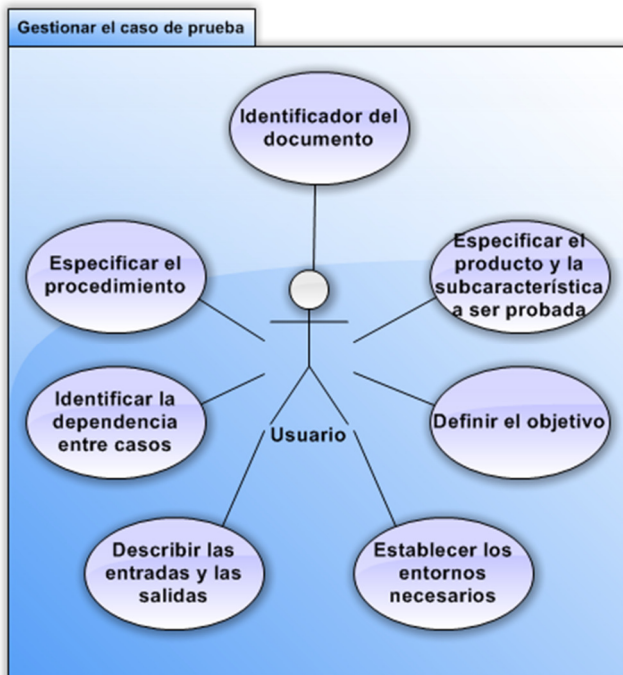 Gestionar el caso de prueba
Identificador del
documento
Especificar el
procedimiento
Especificar el
producto y la
subcaracterística
a ser probada
Identificar la
dependencia
entre casos
Definir el objetivo
Usuario
Describir las
entradas y las
salidas
Establecer los
entornos
necesarios